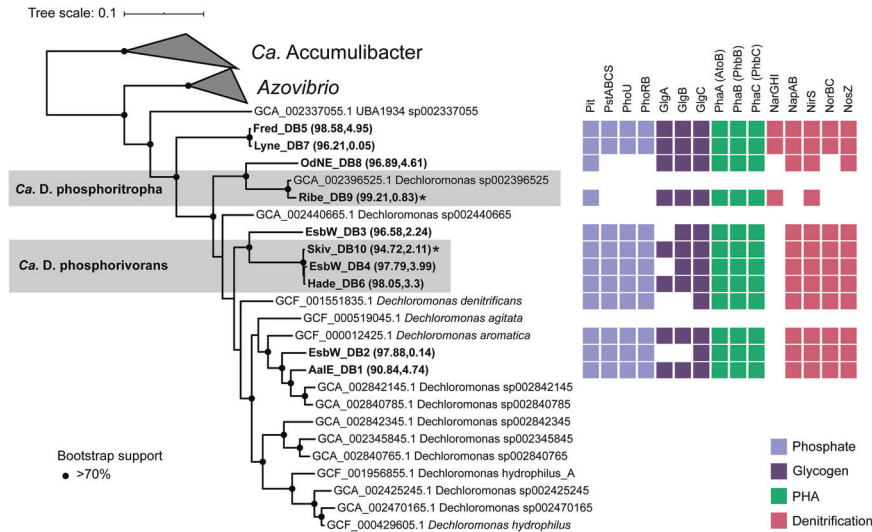 Tree scale: 0.1
Ca. Accumulibacter
Azovibrio
Pit
PstABCS
PhoU
PhoRB
GlgA
GlgB
GlgC
PhaA (AtoB)
PhaB (PhbB)
PhaC (PhbC)
NarGHI
NapAB
NirS
NorBC
NosZ
GCA_002337055.1 UBA1934 sp002337055
Fred_DB5 (98.58,4.95)
Lyne_DB7 (96.21,0.05)
OdNE_DB8 (96.89,4.61)
Ca. D. phosphoritropha
GCA_002396525.1 Dechloromonas sp002396525
Ribe_DB9 (99.21,0.83)*
GCA_002440665.1 Dechloromonas sp002440665
EsbW_DB3 (96.58,2.24)
Ca. D. phosphorivorans
Skiv_DB10 (94.72,2.11)*
EsbW_DB4 (97.79,3.99)
Hade_DB6 (98.05,3.3)
GCF_001551835.1 Dechloromonas denitrificans
GCF_000519045.1 Dechloromonas agitata
GCF_000012425.1 Dechloromonas aromatica
EsbW_DB2 (97.88,0.14)
AalE_DB1 (90.84,4.74)
GCA_002842145.1 Dechloromonas sp002842145
GCA_002840785.1 Dechloromonas sp002840785
GCA_002842345.1 Dechloromonas sp002842345
GCA_002345845.1 Dechloromonas sp002345845
GCA_002840765.1 Dechloromonas sp002840765
GCF_001956855.1 Dechloromonas hydrophilus_A
GCA_002425245.1 Dechloromonas sp002425245
GCA_002470165.1 Dechloromonas sp002470165
GCF_000429605.1 Dechloromonas hydrophilus
Bootstrap support
>70%
Phosphate
Glycogen
PHA
Denitrification